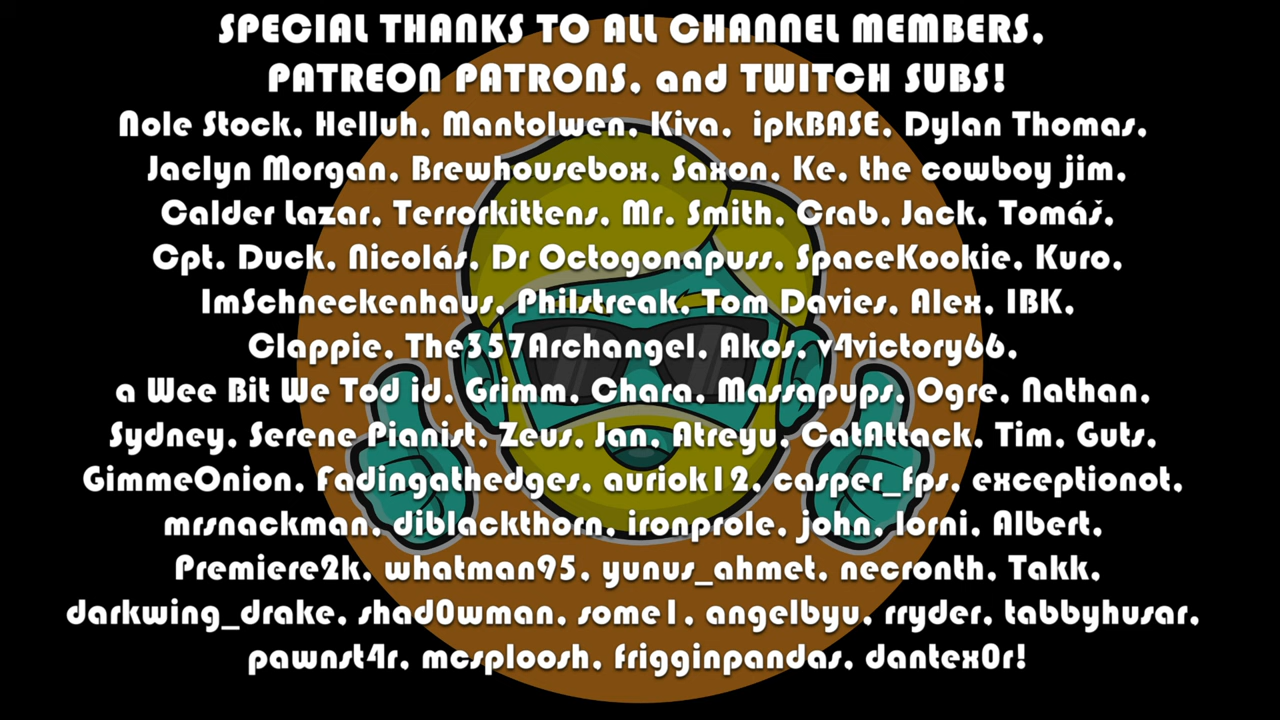 SPECIAL THANKS TO ALL CHANNEL MEMBERS,
PATREON PATRONS, and TWITCH SUBS!
Nole Stock, Helluh, Mantolwen, Kiva, ipkBASE, Dylan Thomas,
Jaclyn Morgan, Brewhousebox, Saxon, Ke, the cowboy jim,
Calder Lazar, Terrorkittens, Mr. Smith, Crab, Jack, Tomáš,
Cpt. Duck, Nicolás, Dr Octogonapuss, SpaceKookie, Kuro,
ImSchneckenhaus, Philstreak, Tom Davies, Alex, IBK,
Clappie, The357Archangel, Akos, v4victory66,
a Wee Bit We Tod id, Grimm, Chara, Massapups, Ogre, Nathan,
Sydney, Serene Pianist, Zeus, Jan, Atreyu, CatAttack, Tim, Guts,
GimmeOnion, Fadingathedges, auriok12, casper_fps, exceptionot,
mrsnackman, diblackthorn, ironprole, john, lorni, Albert,
Premiere2k, whatman95, yunus_ahmet, necronth, Takk,
darkwing_drake, shad0wman, some1, angelbyu, rryder, tabbyhusar,
pawnst4r, mcsploosh, frigginpandas, dantex0r!